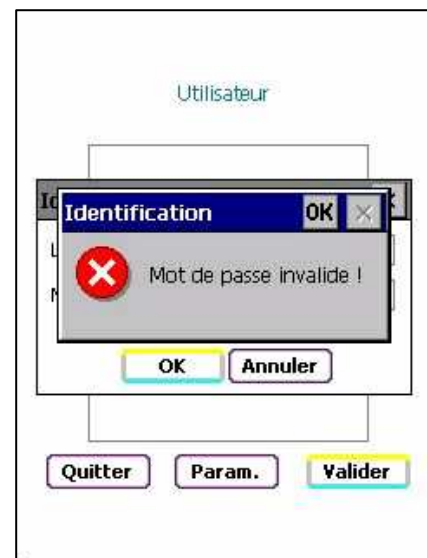 Utilisateur
Identification OK
Mot de passe invalide !
OK Annuler
Quitter Param. Valider